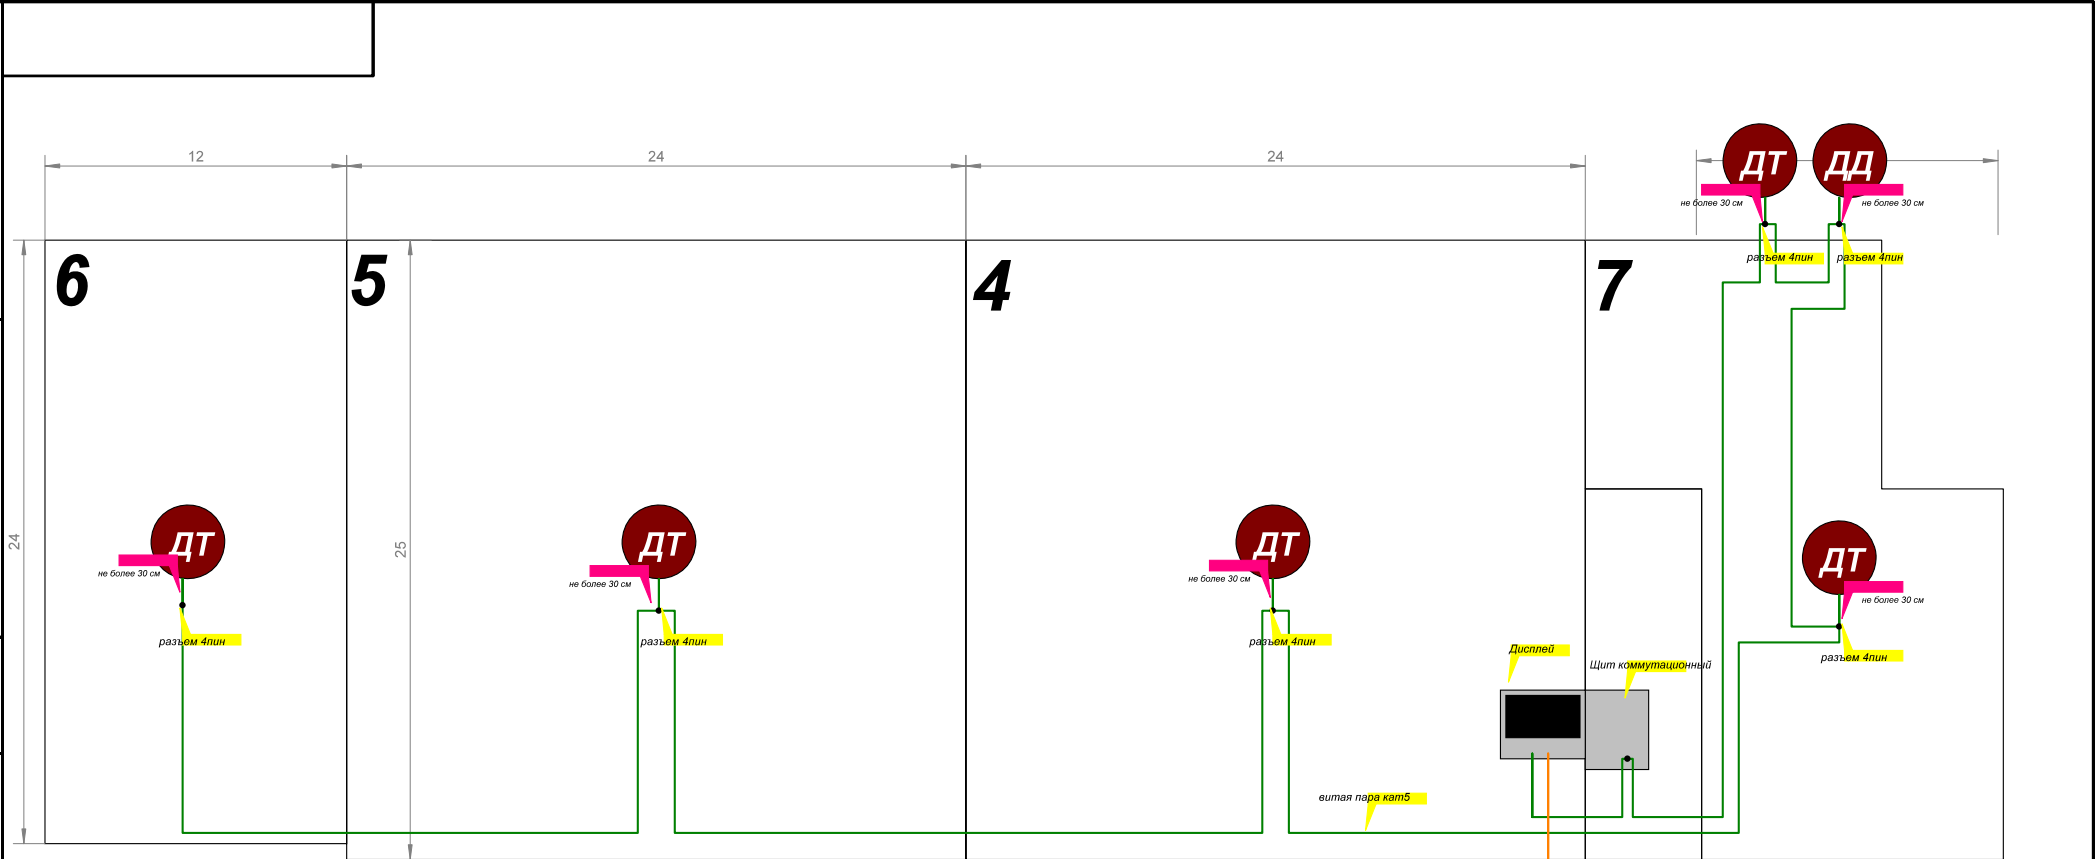 12
24
24
ДТ
ДД
не более 30 см
не более 30 см
разъем 4пин
разъем 4пин
6
5
4
7
24
25
ДТ
не более 30 см
разъем 4пин
ДТ
не более 30 см
разъем 4пин
ДТ
не более 30 см
разъем 4пин
ДТ
не более 30 см
разъем 4пин
Дисплей
Щит коммутационный
витая пара кат5